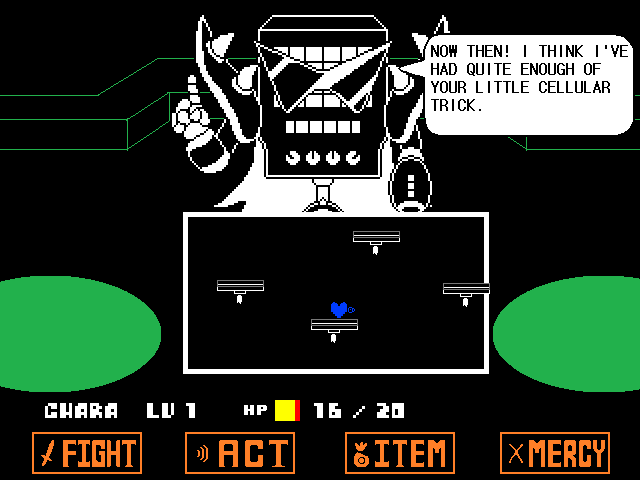 NOW THEN! I THINK I'VE
HAD QUITE ENOUGH OF
YOUR LITTLE CELLULAR
TRICK.
CHARA LV 1 HP 16 / 20
FIGHT ACT ITEM MERCY